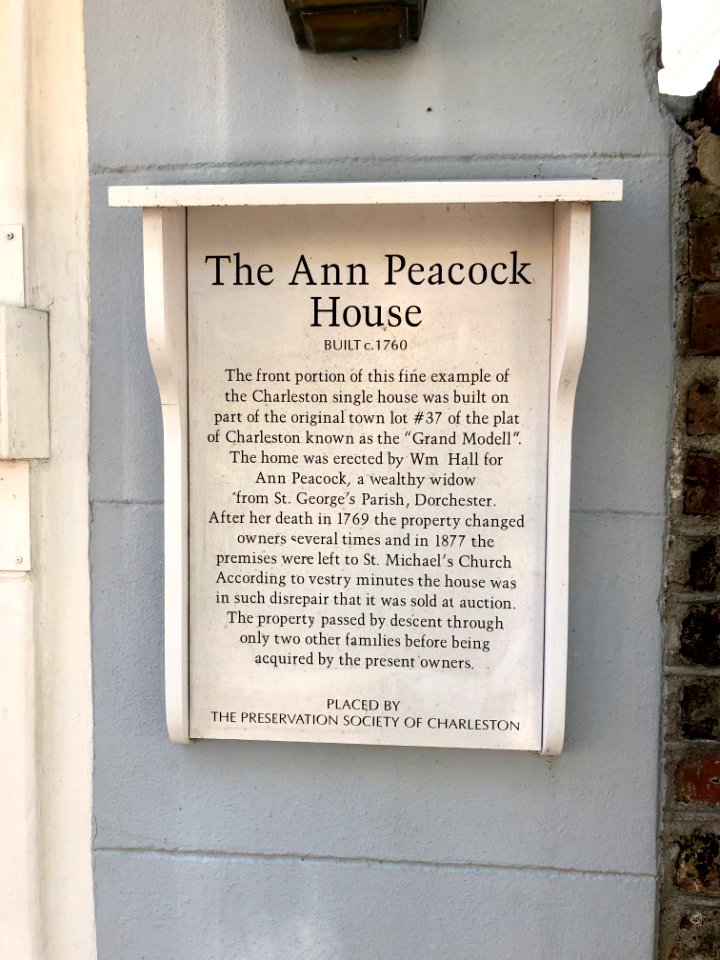 The Ann Peacock
House
BUILT c.1760
The front portion of this fine example of
the Charleston single house was built on
part of the original town lot #37 of the plat
of Charleston known as the "Grand Modell".
The home was erected by Wm Hall for
Ann Peacock, a wealthy widow
from St. George's Parish, Dorchester.
After her death in 1769 the property changed
owners several times and in 1877 the
premises were left to St. Michael's Church
According to vestry minutes the house was
in such disrepair that it was sold at auction.
The property passed by descent through
only two other families before being
acquired by the present owners.
PLACED BY
THE PRESERVATION SOCIETY OF CHARLESTON